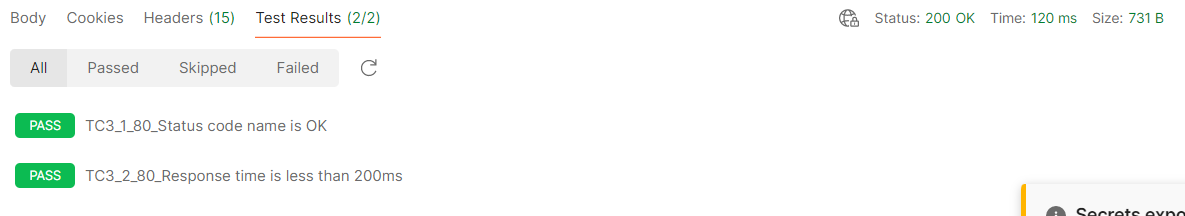 Body Cookies Headers (15) Test Results (2/2) Status: 200 OK Time: 120 ms Size: 731 B
All Passed Skipped Failed
PASS TC3_1_80_Status code name is OK
PASS TC3_2_80_Response time is less than 200ms
Secrets